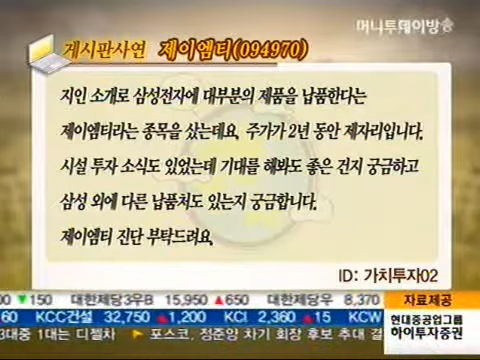 머니투데이방송
게시판사연 제이엠티(094970)
지인 소개로 삼성전자에 대부분의 제품을 납품한다는
제이엠티라는 종목을 샀는데요, 주가가 2년 동안 제자리입니다.
시설 투자 소식도 있었는데 기대를 해봐도 좋은 건지 궁금하고
삼성 외에 다른 납품처도 있는지 궁금합니다.
제이엠티 진단 부탁드려요.
ID: 가치투자02
00 ▼150 대한제당3우B 15,950 ▲650 대한제당우 8,370 자료제공
60 KCC건설 32,750 ▲1,200 KCI 2,360 ▲15 KCW 현대중공업그룹
3대중 1대는 디젤차 ▶ 포스코, 정준양 차기 회장 후보 추대 결 하이투자증권